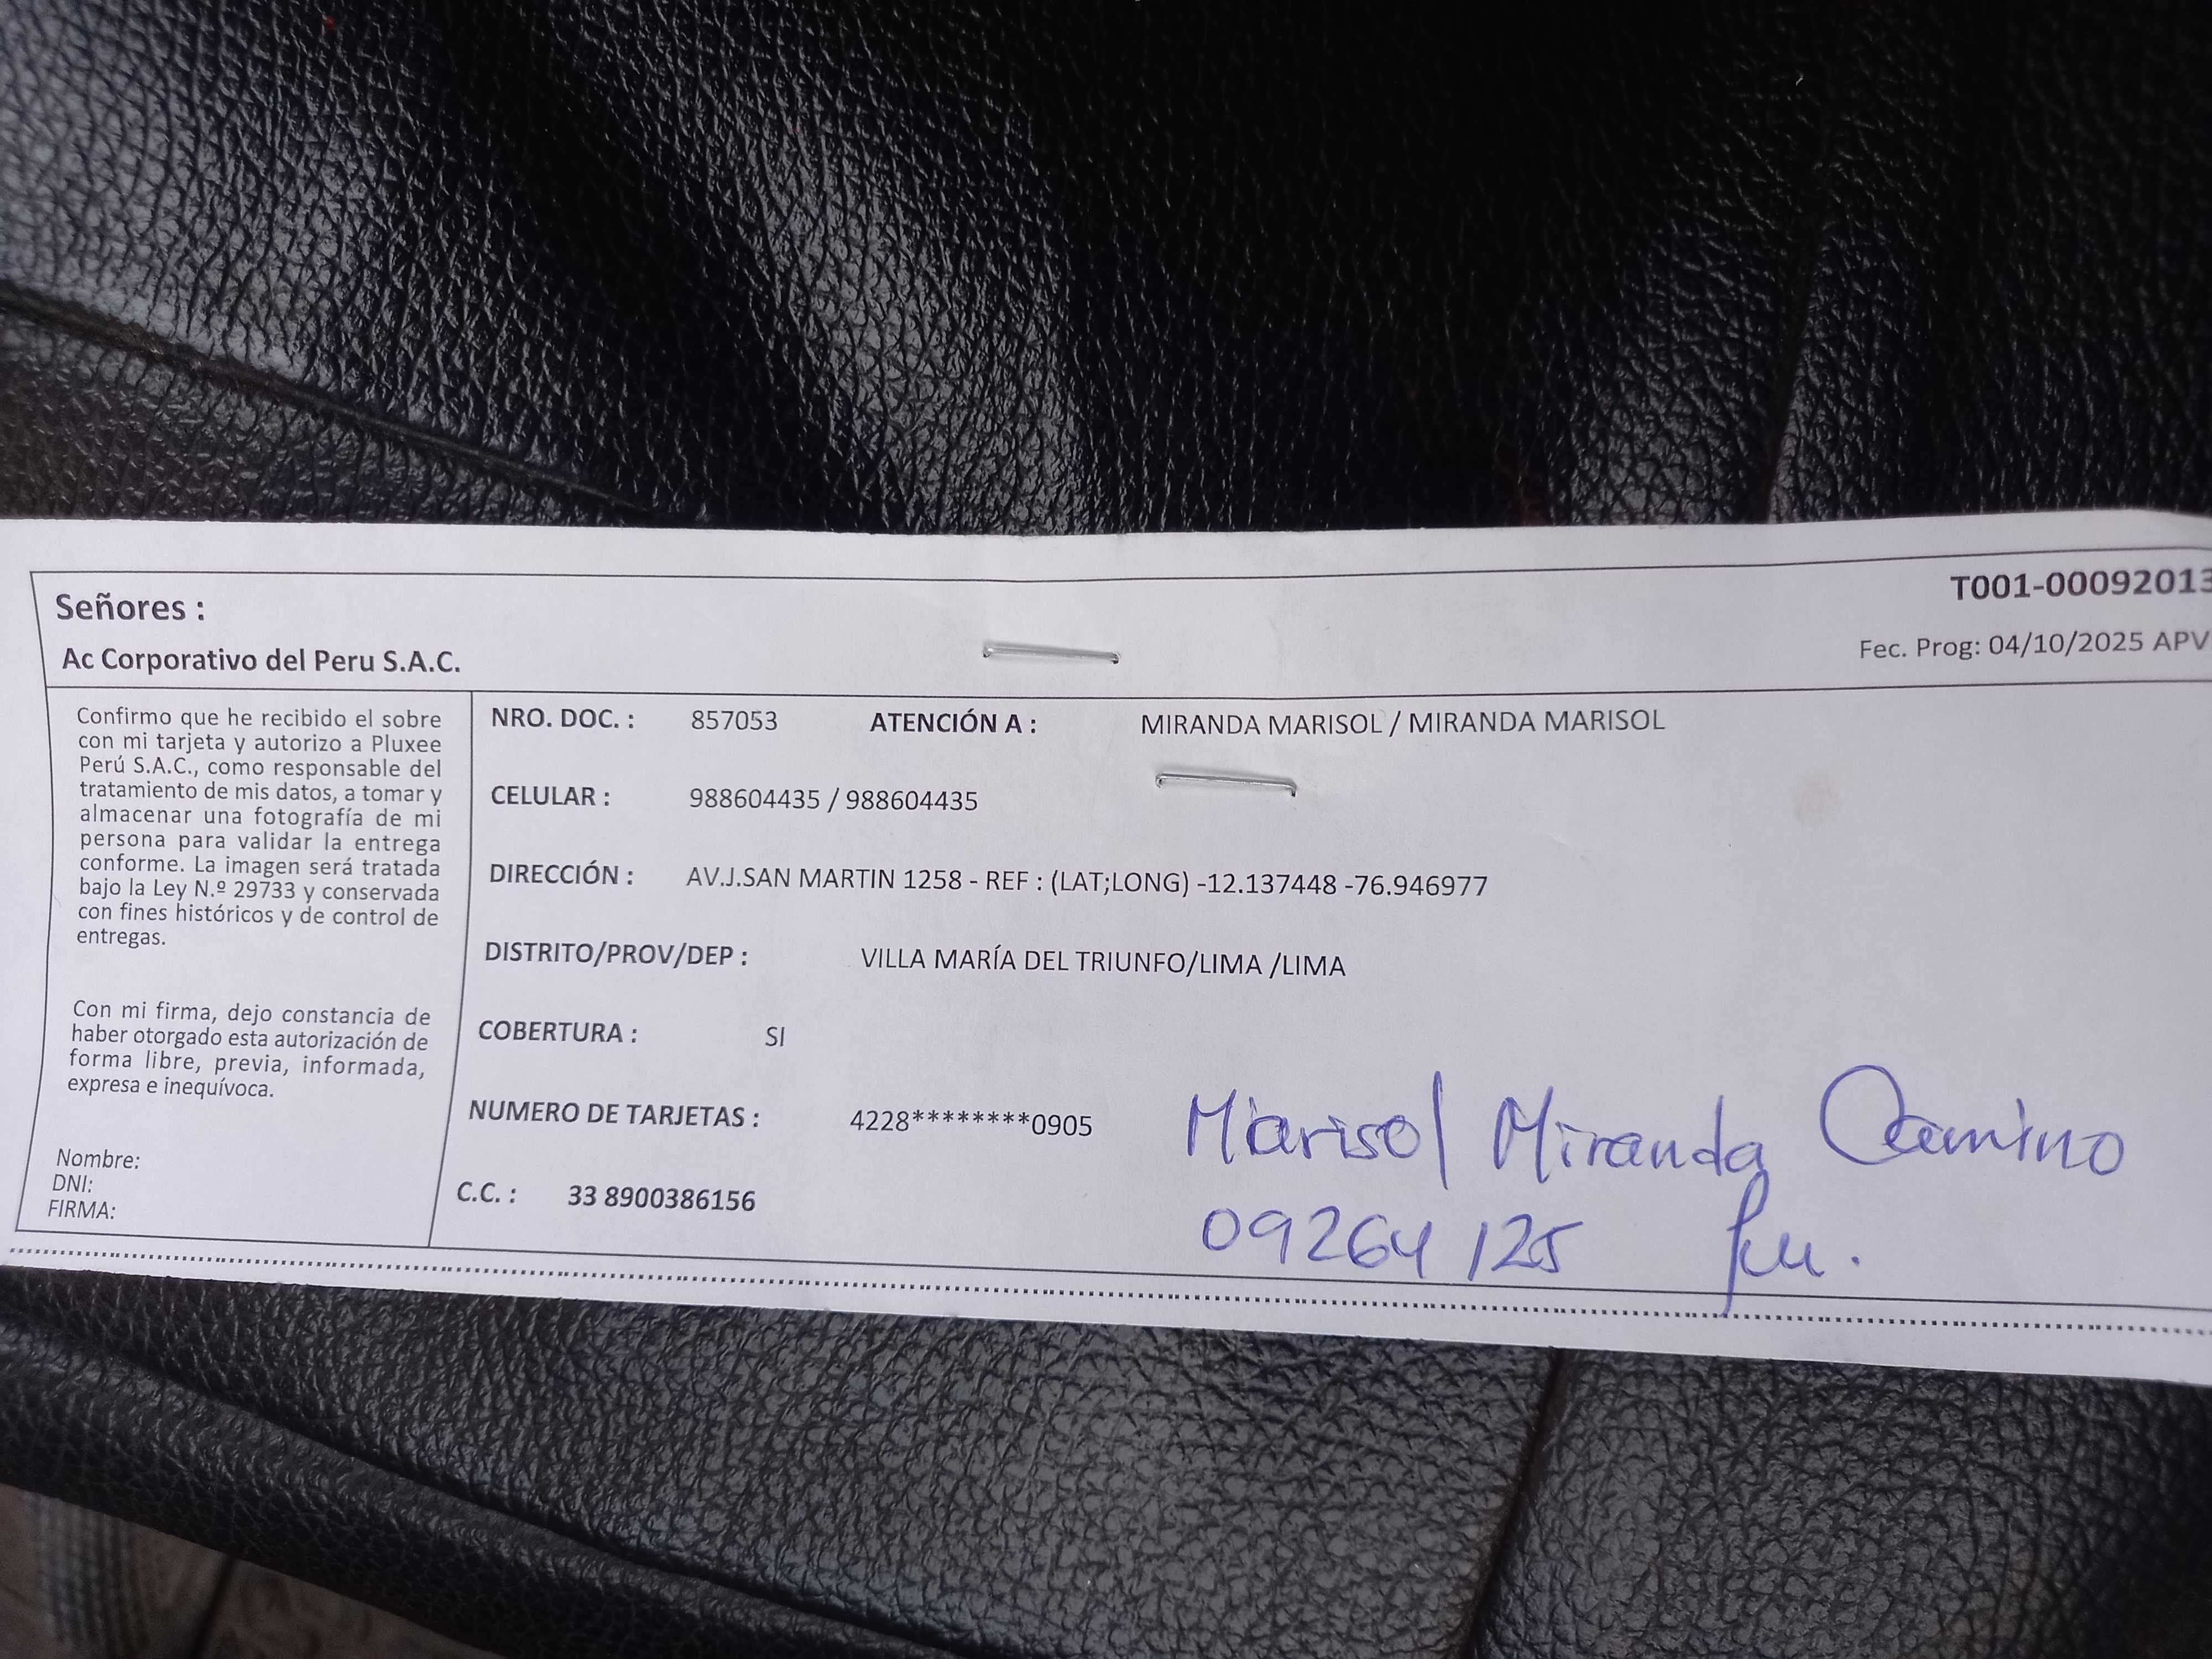 Señores :
T001-00092013
Ac Corporativo del Peru S.A.C.
Fec. Prog: 04/10/2025 APV
Confirmo que he recibido el sobre
con mi tarjeta y autorizo a Pluxee
Perú S.A.C., como responsable del
tratamiento de mis datos, a tomar y
almacenar una fotografía de mi
persona para validar la entrega
conforme. La imagen será tratada
bajo la Ley N.º 29733 y conservada
con fines históricos y de control de
entregas.
Con mi firma, dejo constancia de
haber otorgado esta autorización de
forma libre, previa, informada,
expresa e inequívoca.
Nombre:
DNI:
FIRMA:
NRO. DOC. : 857053 ATENCIÓN A : MIRANDA MARISOL / MIRANDA MARISOL
CELULAR : 988604435 / 988604435
DIRECCIÓN : AV.J.SAN MARTIN 1258 - REF : (LAT;LONG) -12.137448 -76.946977
DISTRITO/PROV/DEP : VILLA MARÍA DEL TRIUNFO/LIMA /LIMA
COBERTURA : SI
NUMERO DE TARJETAS : 4228********0905
C.C. : 33 8900386156
Marisol Miranda Camino
09264125